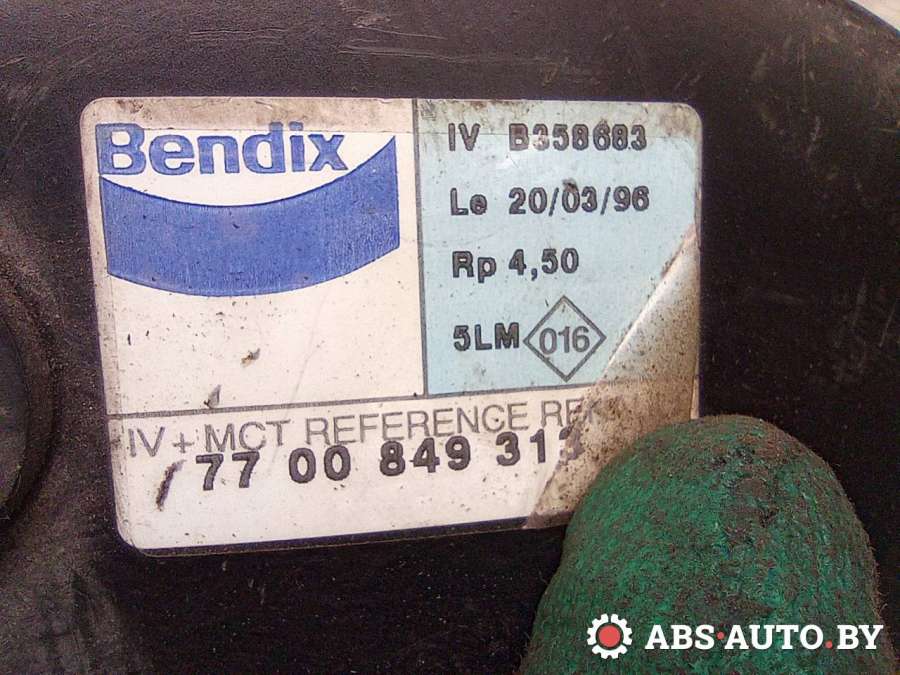 Bendix
IV B358683
Le 20/03/96
Rp 4,50
5LM 016
IV + MCT REFERENCE
77 00 849 313
ABS·AUTO.BY